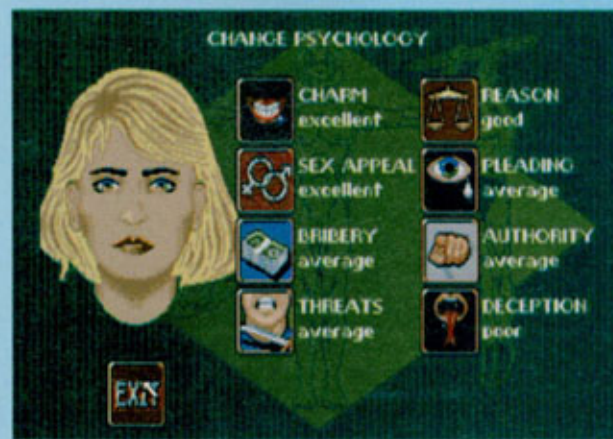 CHANGE PSYCHOLOGY
CHARM
excellent
REASON
good
SEX APPEAL
excellent
PLEADING
average
BRIBERY
average
AUTHORITY
average
THREATS
average
DECEPTION
poor
EXIT